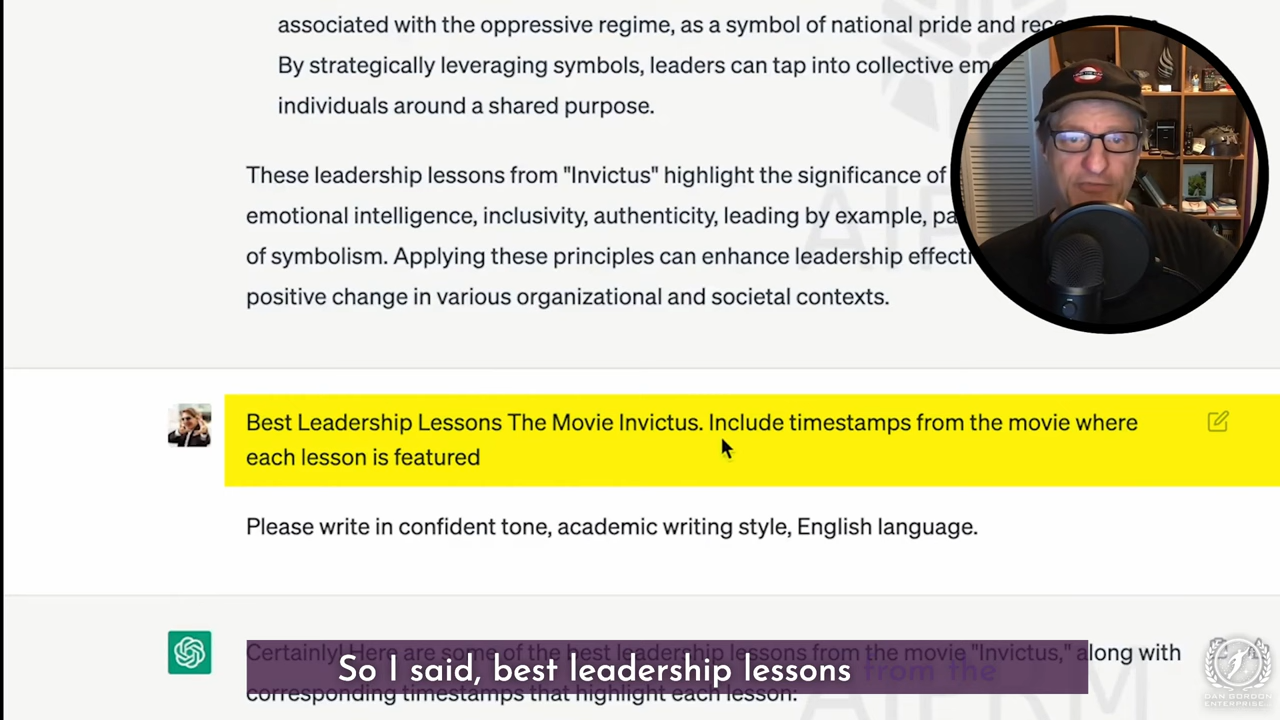 associated with the oppressive regime, as a symbol of national pride and
By strategically leveraging symbols, leaders can tap into collective
individuals around a shared purpose.
These leadership lessons from "Invictus" highlight the significance of
emotional intelligence, inclusivity, authenticity, leading by example,
of symbolism. Applying these principles can enhance leadership
positive change in various organizational and societal contexts.
Best Leadership Lessons The Movie Invictus. Include timestamps from the movie where
each lesson is featured
Please write in confident tone, academic writing style, English language.
Certainly! Here are some of the best leadership lessons from the movie "Invictus," along with
corresponding timestamps that highlight each lesson:
So I said, best leadership lessons from the
DAN GORDON
ENTERPRISE